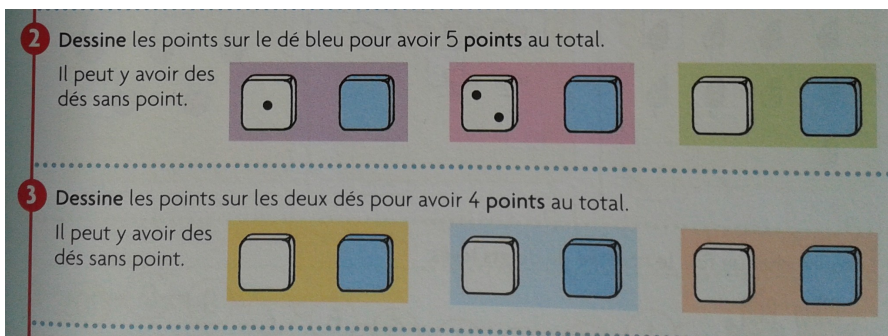 2 Dessine les points sur le dé bleu pour avoir 5 points au total.
Il peut y avoir des
dés sans point.
3 Dessine les points sur les deux dés pour avoir 4 points au total.
Il peut y avoir des
dés sans point.